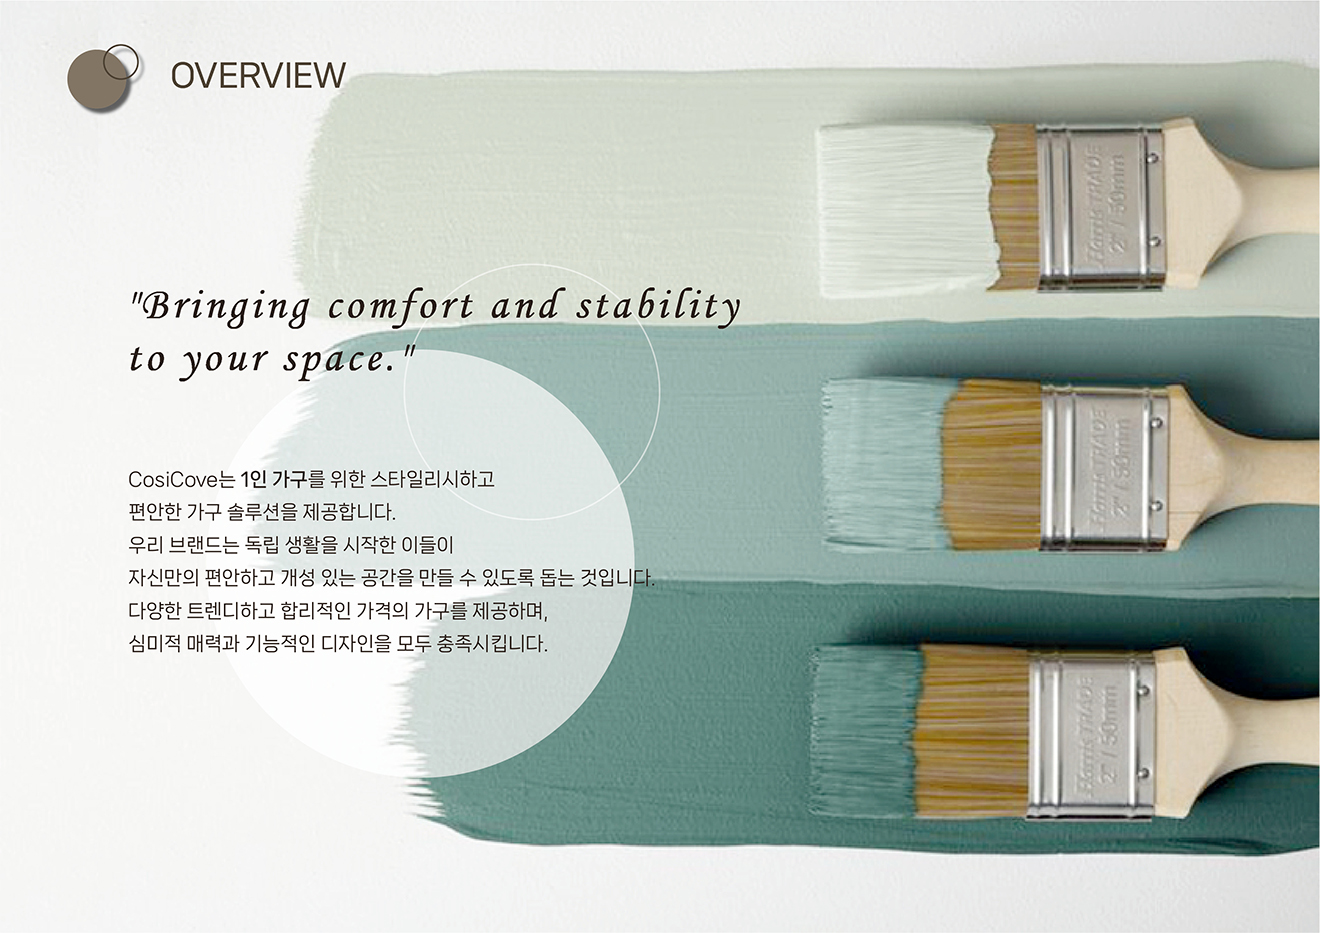 OVERVIEW
"Bringing comfort and stability
to your space."
CosiCove는 1인 가구를 위한 스타일리시하고
편안한 가구 솔루션을 제공합니다.
우리 브랜드는 독립 생활을 시작한 이들이
자신만의 편안하고 개성 있는 공간을 만들 수 있도록 돕는 것입니다.
다양한 트렌디하고 합리적인 가격의 가구를 제공하며,
심미적 매력과 기능적인 디자인을 모두 충족시킵니다.
Harris TRADE
2" / 50mm
Harris TRADE
2" / 50mm
Harris TRADE
2" / 50mm